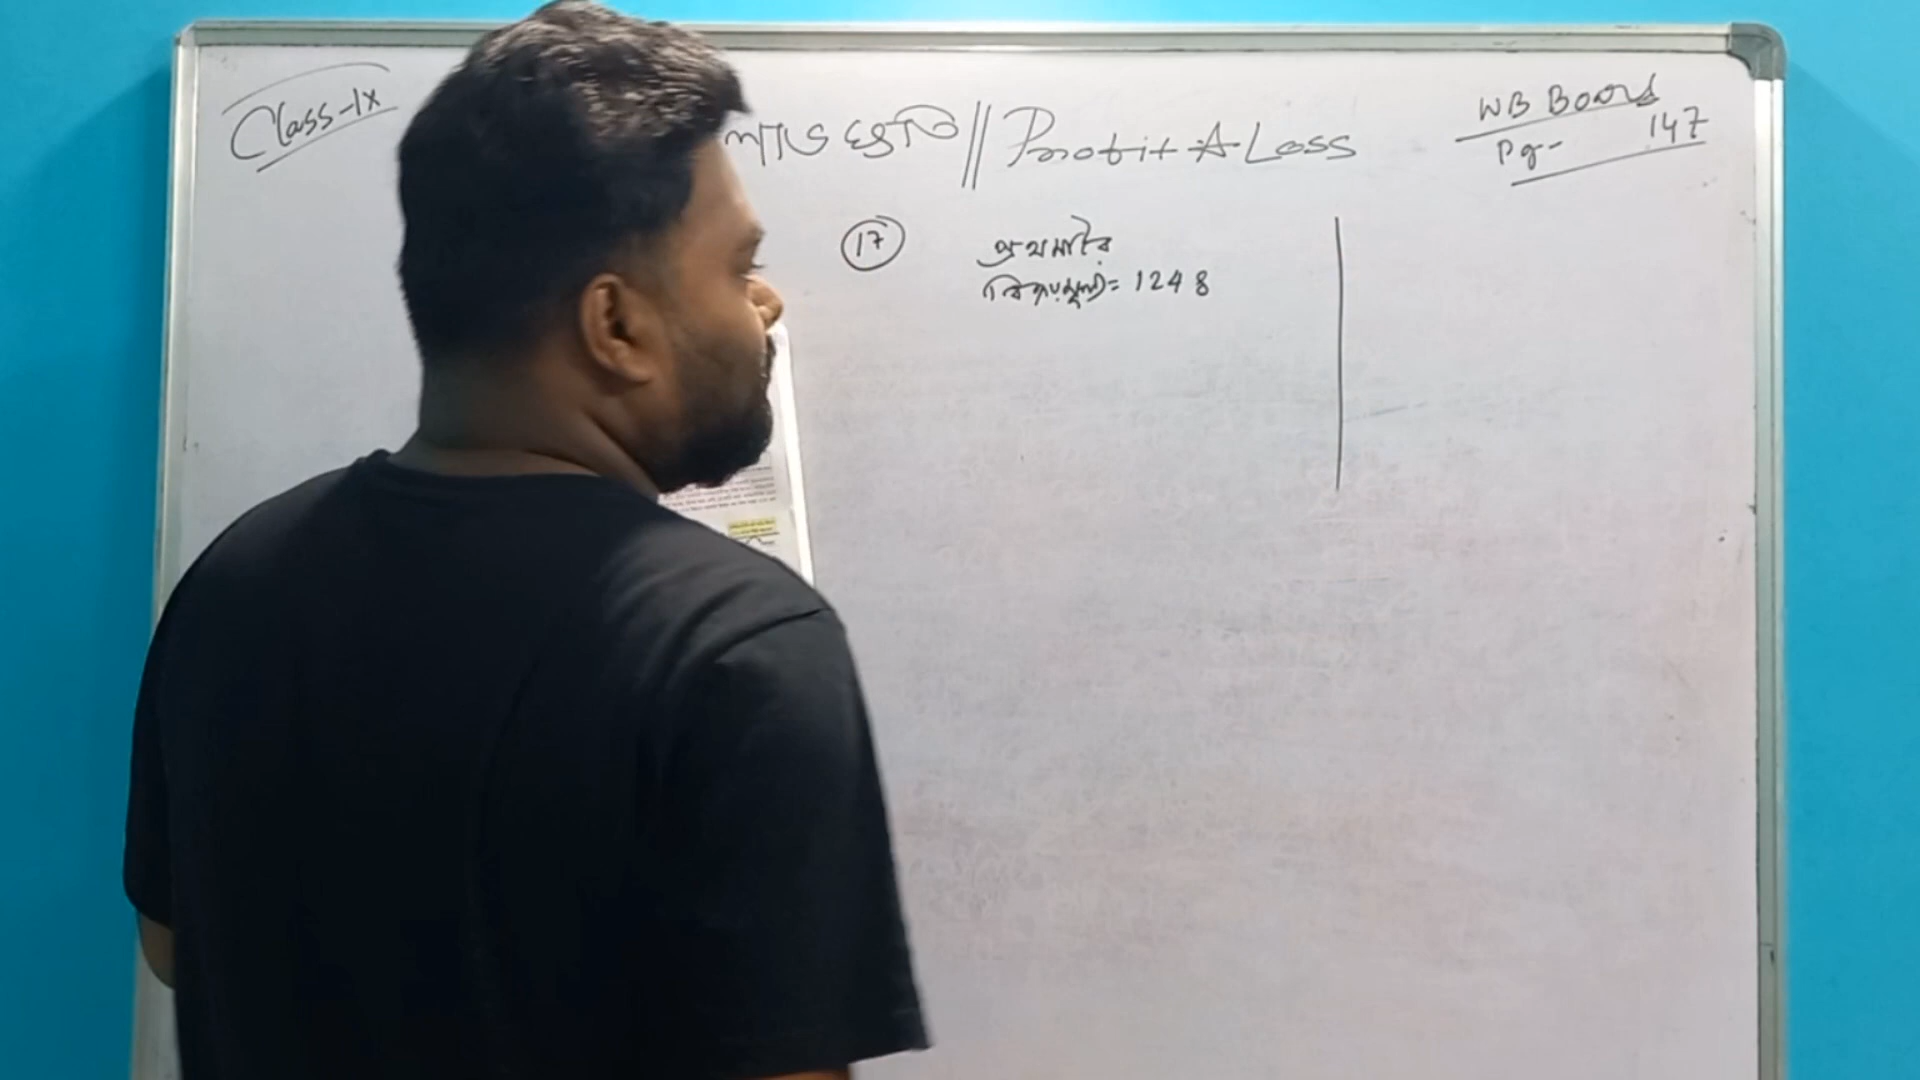 Class-IX
লাভ ক্ষতি || Profit & Loss
WB Board
Pg- 147
17
প্রথমটির
বিক্রয়মূল্য = 1248